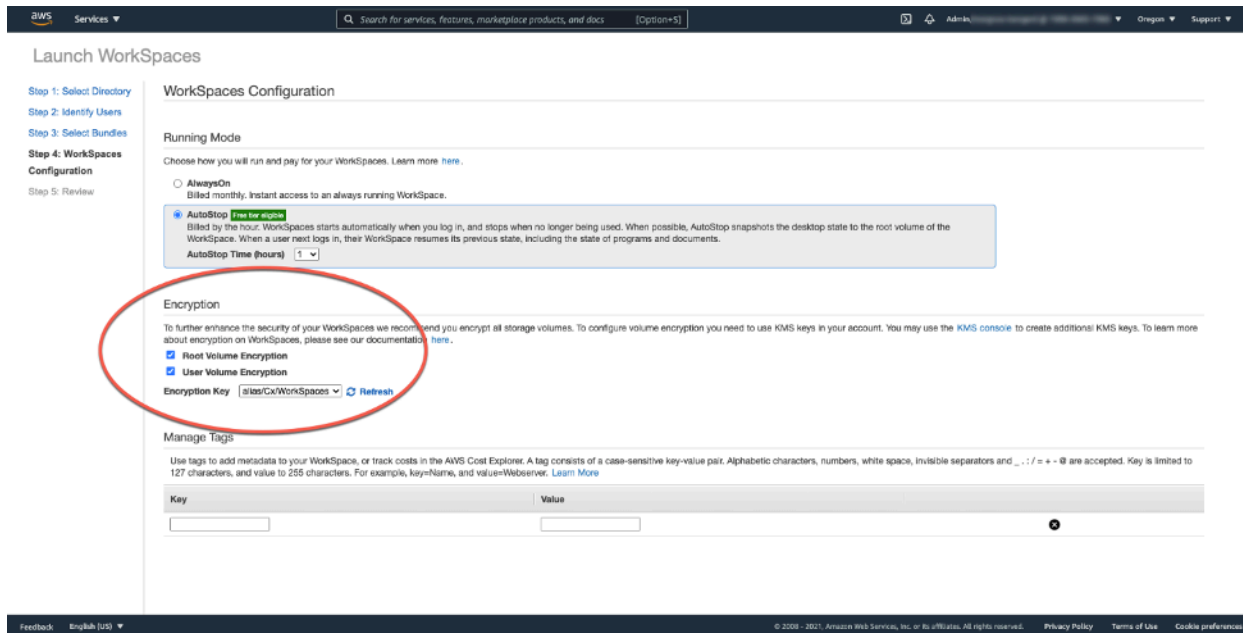 aws Services ▼ Search for services, features, marketplace products, and docs [Option+S] Admin Oregon ▼ Support ▼
Launch WorkSpaces
Step 1: Select Directory
Step 2: Identify Users
Step 3: Select Bundles
Step 4: WorkSpaces
Configuration
Step 5: Review
WorkSpaces Configuration
Running Mode
Choose how you will run and pay for your WorkSpaces. Learn more here.
AlwaysOn
Billed monthly. Instant access to an always running WorkSpace.
AutoStop Free tier eligible
Billed by the hour. WorkSpaces starts automatically when you log in, and stops when no longer being used. When possible, AutoStop snapshots the desktop state to the root volume of the
WorkSpace. When a user next logs in, their WorkSpace resumes its previous state, including the state of programs and documents.
AutoStop Time (hours) 1
Encryption
To further enhance the security of your WorkSpaces we recommend you encrypt all storage volumes. To configure volume encryption you need to use KMS keys in your account. You may use the KMS console to create additional KMS keys. To learn more
about encryption on WorkSpaces, please see our documentation here.
Root Volume Encryption
User Volume Encryption
Encryption Key alias/Cx/WorkSpaces Refresh
Manage Tags
Use tags to add metadata to your WorkSpace, or track costs in the AWS Cost Explorer. A tag consists of a case-sensitive key-value pair. Alphabetic characters, numbers, white space, invisible separators and _ . : / = + - @ are accepted. Key is limited to
127 characters, and value to 255 characters. For example, key=Name, and value=Webserver. Learn More
Key Value
Feedback English (US) ▼ © 2008 - 2021, Amazon Web Services, Inc. or its affiliates. All rights reserved. Privacy Policy Terms of Use Cookie preferences